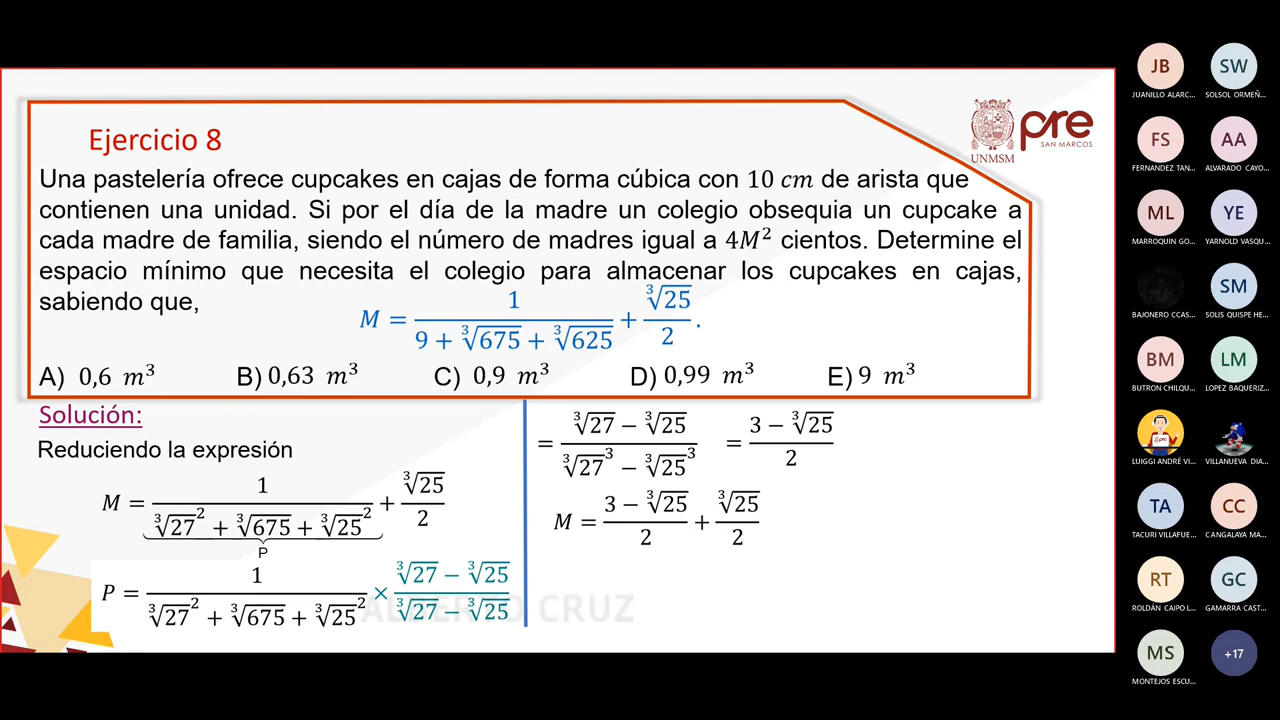 Ejercicio 8
pre
SAN MARCOS
UNMSM
Una pastelería ofrece cupcakes en cajas de forma cúbica con 10 cm de arista que
contienen una unidad. Si por el día de la madre un colegio obsequia un cupcake a
cada madre de familia, siendo el número de madres igual a 4M² cientos. Determine el
espacio mínimo que necesita el colegio para almacenar los cupcakes en cajas,
sabiendo que,
M = 1/(9 + ∛675 + ∛625) + ∛25/2.
A) 0,6 m³ B) 0,63 m³ C) 0,9 m³ D) 0,99 m³ E) 9 m³
Solución:
Reduciendo la expresión
M = 1/(∛27² + ∛675 + ∛25²) + ∛25/2
P
P = 1/(∛27² + ∛675 + ∛25²) × (∛27 − ∛25)/(∛27 − ∛25)
= (∛27 − ∛25)/(∛27³ − ∛25³) = (3 − ∛25)/2
M = (3 − ∛25)/2 + ∛25/2
ALBERTO CRUZ
JB
JUANILLO ALARC...
SW
SOLSOL ORMEÑ...
FS
FERNANDEZ TAN...
AA
ALVARADO CAYO...
ML
MARROQUIN GO...
YE
YARNOLD VASQU...
BAJONERO CCAS...
SM
SOLIS QUISPE HE...
BM
BUTRON CHILQU...
LM
LOPEZ BAQUERIZ...
LUIGGI ANDRÉ VI...
VILLANUEVA DIA...
TA
TACURI VILLAFUE...
CC
CANGALAYA MA...
RT
ROLDÁN CAIPO L...
GC
GAMARRA CAST...
MS
MONTEJOS ESCU...
+17